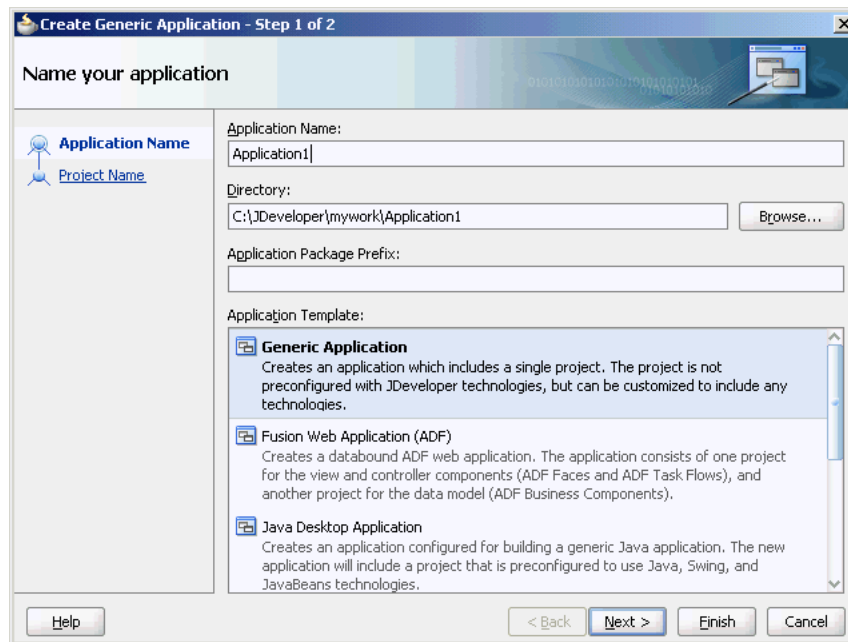 Create Generic Application - Step 1 of 2
Name your application
01010101010101010101010101
01010101010
Application Name
Project Name
Application Name:
Application1
Directory:
C:\JDeveloper\mywork\Application1
Browse...
Application Package Prefix:
Application Template:
Generic Application
Creates an application which includes a single project. The project is not
preconfigured with JDeveloper technologies, but can be customized to include any
technologies.
Fusion Web Application (ADF)
Creates a databound ADF web application. The application consists of one project
for the view and controller components (ADF Faces and ADF Task Flows), and
another project for the data model (ADF Business Components).
Java Desktop Application
Creates an application configured for building a generic Java application. The new
application will include a project that is preconfigured to use Java, Swing, and
JavaBeans technologies.
Help
< Back
Next >
Finish
Cancel